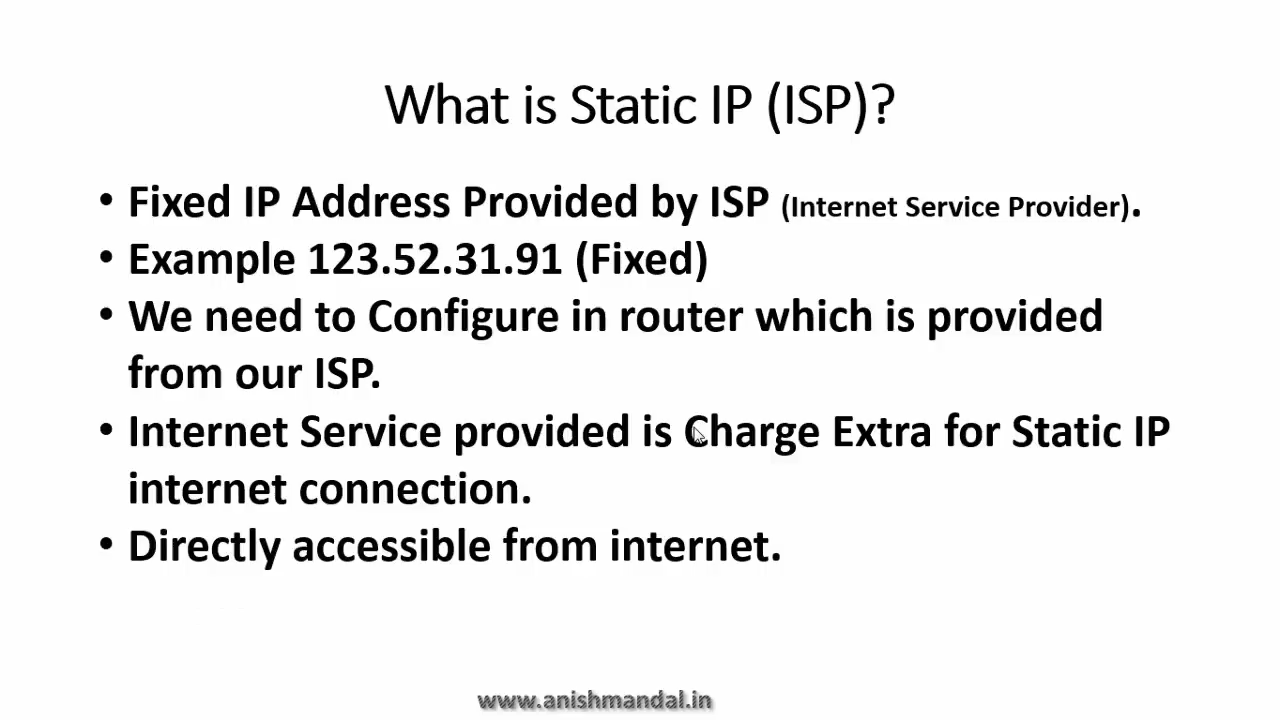 What is Static IP (ISP)?
• Fixed IP Address Provided by ISP (Internet Service Provider).
• Example 123.52.31.91 (Fixed)
• We need to Configure in router which is provided
from our ISP.
• Internet Service provided is Charge Extra for Static IP
internet connection.
• Directly accessible from internet.
www.anishmandal.in